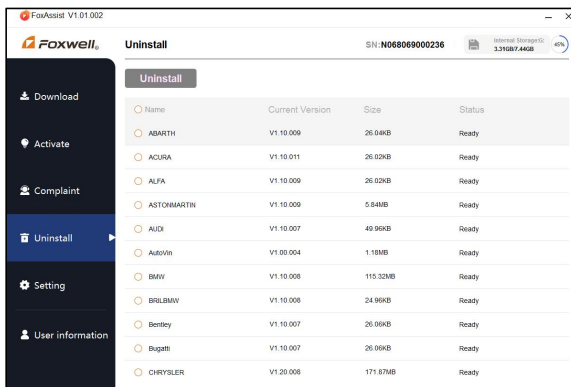 FoxAssist V1.01.002
FOXWELL®
Uninstall
SN:N068069000236
Internal Storage:G:
3.31GB/7.44GB
45%
Download
Activate
Complaint
Uninstall
Setting
User information
Uninstall
Name Current Version Size Status
ABARTH V1.10.009 26.04KB Ready
ACURA V1.10.011 26.02KB Ready
ALFA V1.10.009 26.02KB Ready
ASTONMARTIN V1.10.009 5.84MB Ready
AUDI V1.10.007 49.96KB Ready
AutoVin V1.00.004 1.18MB Ready
BMW V1.10.008 115.32MB Ready
BRILBMW V1.10.008 24.96KB Ready
Bentley V1.10.007 26.06KB Ready
Bugatti V1.10.007 26.06KB Ready
CHRYSLER V1.20.008 171.87MB Ready